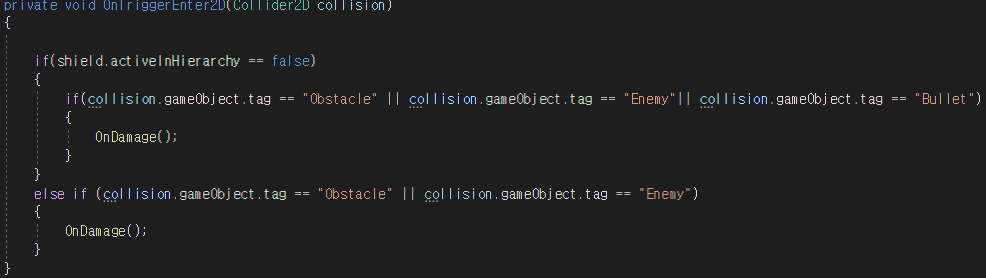 private void OnTriggerEnter2D(Collider2D collision)
{
if(shield.activeInHierarchy == false)
{
if(collision.gameObject.tag == "Obstacle" || collision.gameObject.tag == "Enemy"|| collision.gameObject.tag == "Bullet")
{
OnDamage();
}
}
else if (collision.gameObject.tag == "Obstacle" || collision.gameObject.tag == "Enemy")
{
OnDamage();
}
}